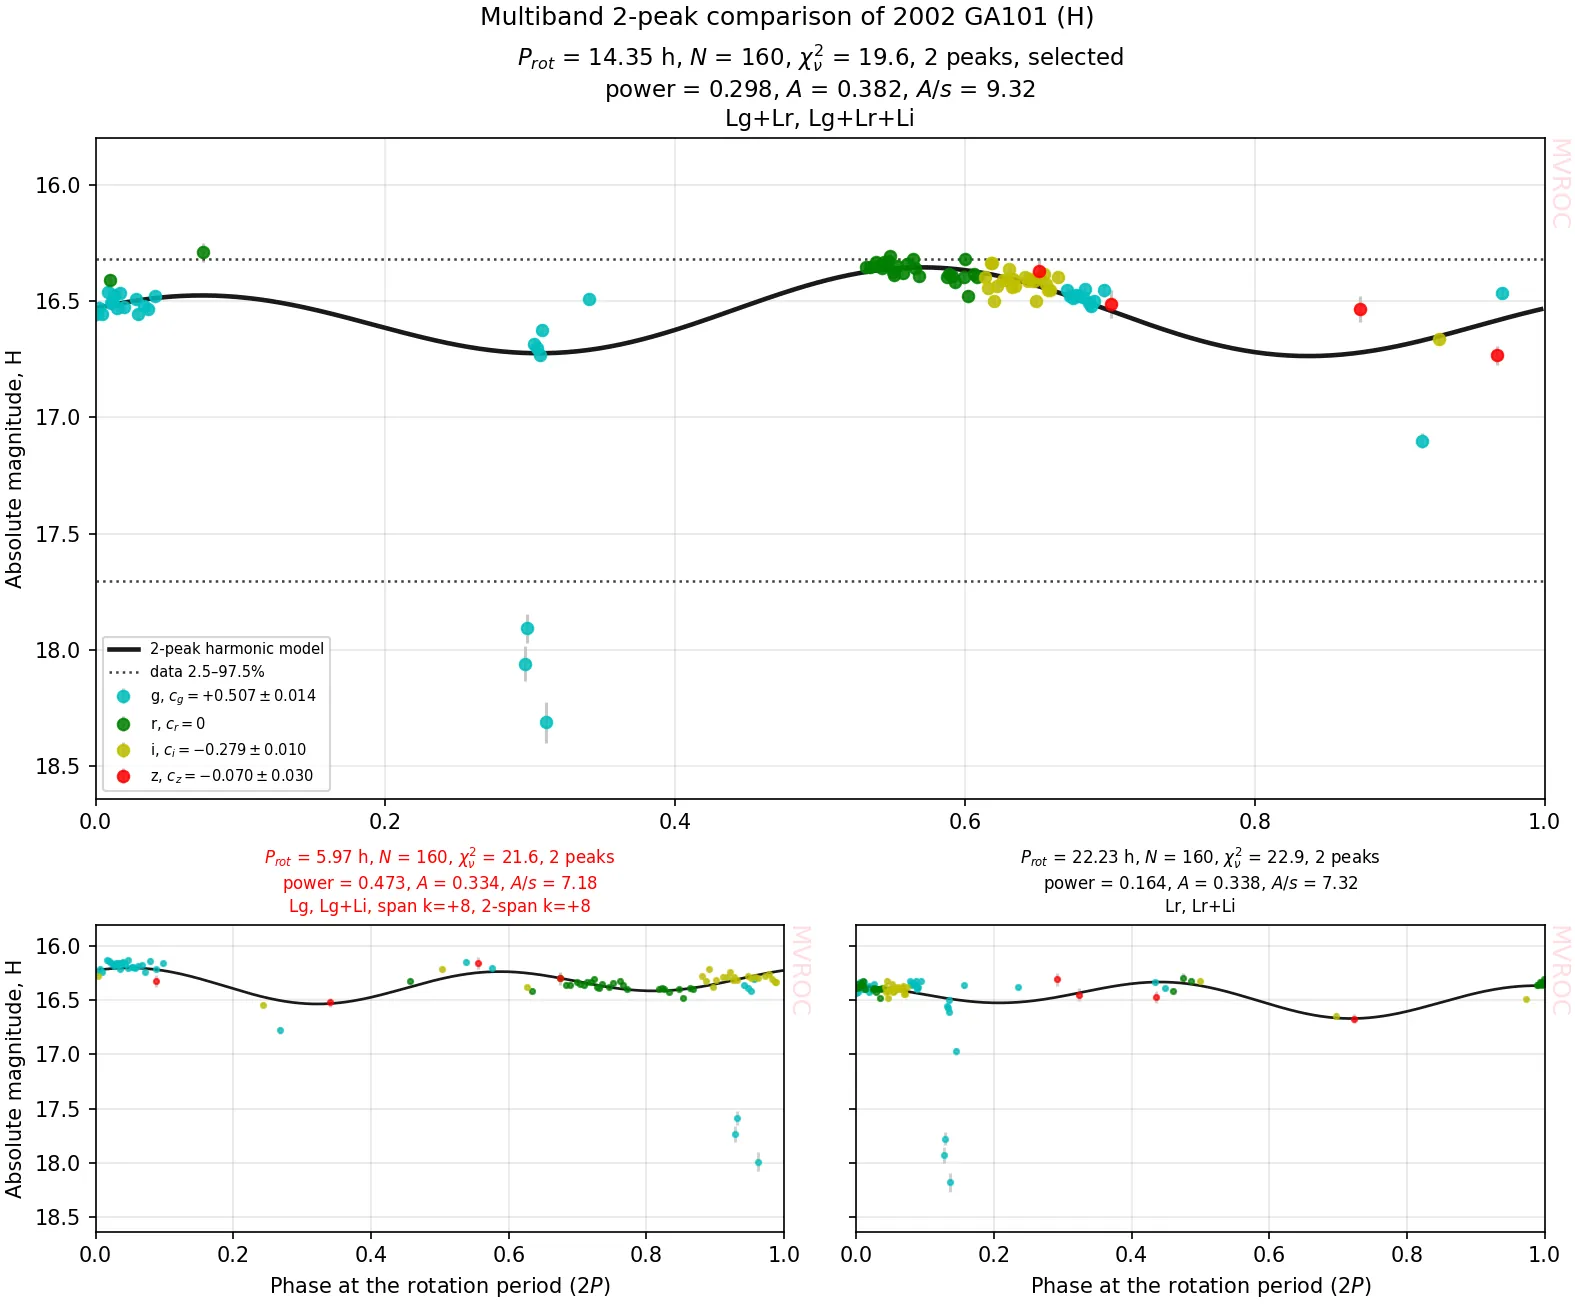 Multiband 2-peak comparison of 2002 GA101 (H)
P_rot = 14.35 h, N = 160, χ²_ν = 19.6, 2 peaks, selected
power = 0.298, A = 0.382, A/s = 9.32
Lg+Lr, Lg+Lr+Li
MVROC
Absolute magnitude, H
16.0
16.5
17.0
17.5
18.0
18.5
2-peak harmonic model
data 2.5–97.5%
g, c_g = +0.507 ± 0.014
r, c_r = 0
i, c_i = −0.279 ± 0.010
z, c_z = −0.070 ± 0.030
0.0 0.2 0.4 0.6 0.8 1.0
P_rot = 5.97 h, N = 160, χ²_ν = 21.6, 2 peaks
power = 0.473, A = 0.334, A/s = 7.18
Lg, Lg+Li, span k=+8, 2-span k=+8
MVROC
Absolute magnitude, H
16.0
16.5
17.0
17.5
18.0
18.5
0.0 0.2 0.4 0.6 0.8 1.0
Phase at the rotation period (2P)
P_rot = 22.23 h, N = 160, χ²_ν = 22.9, 2 peaks
power = 0.164, A = 0.338, A/s = 7.32
Lr, Lr+Li
MVROC
0.0 0.2 0.4 0.6 0.8 1.0
Phase at the rotation period (2P)